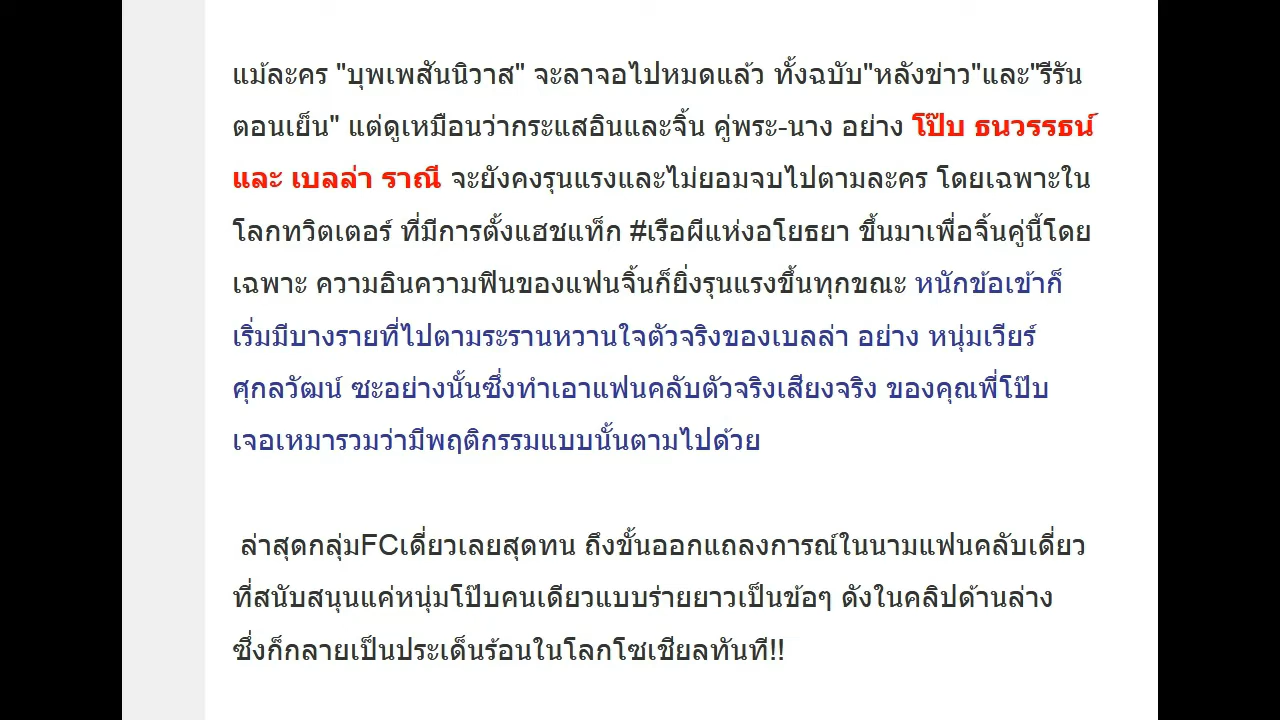 แม้ละคร "บุพเพสันนิวาส" จะลาจอไปหมดแล้ว ทั้งฉบับ"หลังข่าว"และ"รีรัน
ตอนเย็น" แต่ดูเหมือนว่ากระแสอินและจิ้น คู่พระ-นาง อย่าง โป๊บ ธนวรรธน์
และ เบลล่า ราณี จะยังคงรุนแรงและไม่ยอมจบไปตามละคร โดยเฉพาะใน
โลกทวิตเตอร์ ที่มีการตั้งแฮชแท็ก #เรือผีแห่งอโยธยา ขึ้นมาเพื่อจิ้นคู่นี้โดย
เฉพาะ ความอินความฟินของแฟนจิ้นก็ยิ่งรุนแรงขึ้นทุกขณะ หนักข้อเข้าก็
เริ่มมีบางรายที่ไปตามระรานหวานใจตัวจริงของเบลล่า อย่าง หนุ่มเวียร์
ศุกลวัฒน์ ซะอย่างนั้นซึ่งทำเอาแฟนคลับตัวจริงเสียงจริง ของคุณพี่โป๊บ
เจอเหมารวมว่ามีพฤติกรรมแบบนั้นตามไปด้วย
ล่าสุดกลุ่มFCเดี่ยวเลยสุดทน ถึงขั้นออกแถลงการณ์ในนามแฟนคลับเดี่ยว
ที่สนับสนุนแค่หนุ่มโป๊บคนเดียวแบบร่ายยาวเป็นข้อๆ ดังในคลิปด้านล่าง
ซึ่งก็กลายเป็นประเด็นร้อนในโลกโซเชียลทันที!!